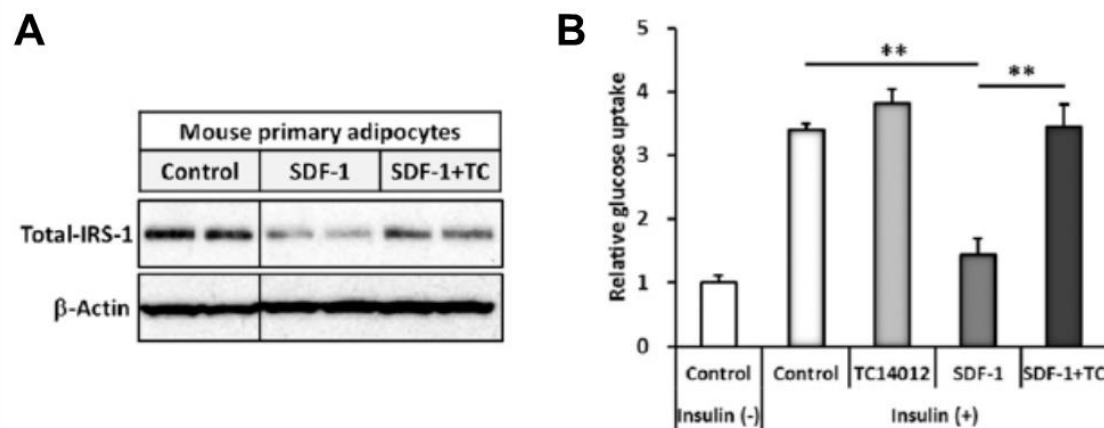 A
Mouse primary adipocytes
Control SDF-1 SDF-1+TC
Total-IRS-1
β-Actin
B
Relative glucose uptake
5
4
3
2
1
0
**
**
Control Control TC14012 SDF-1 SDF-1+TC
Insulin (-) Insulin (+)